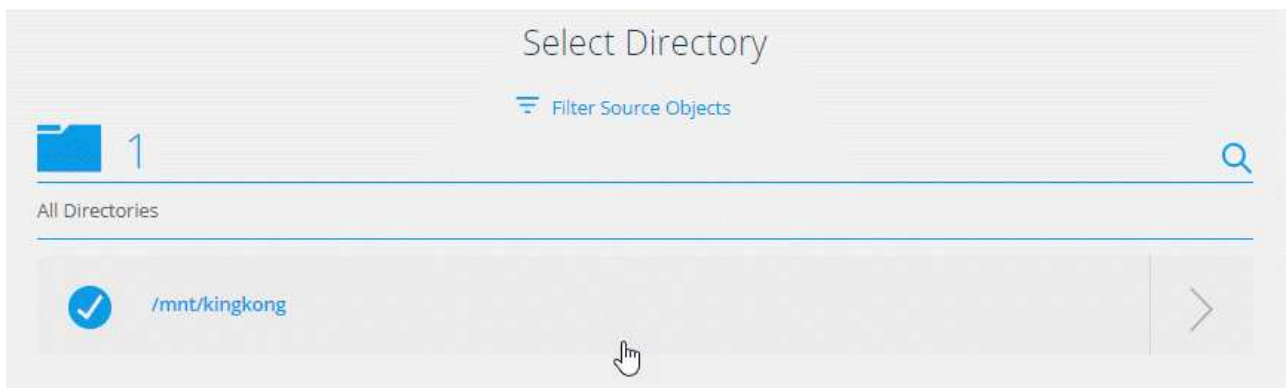 Select Directory
Filter Source Objects
1
All Directories
/mnt/kingkong